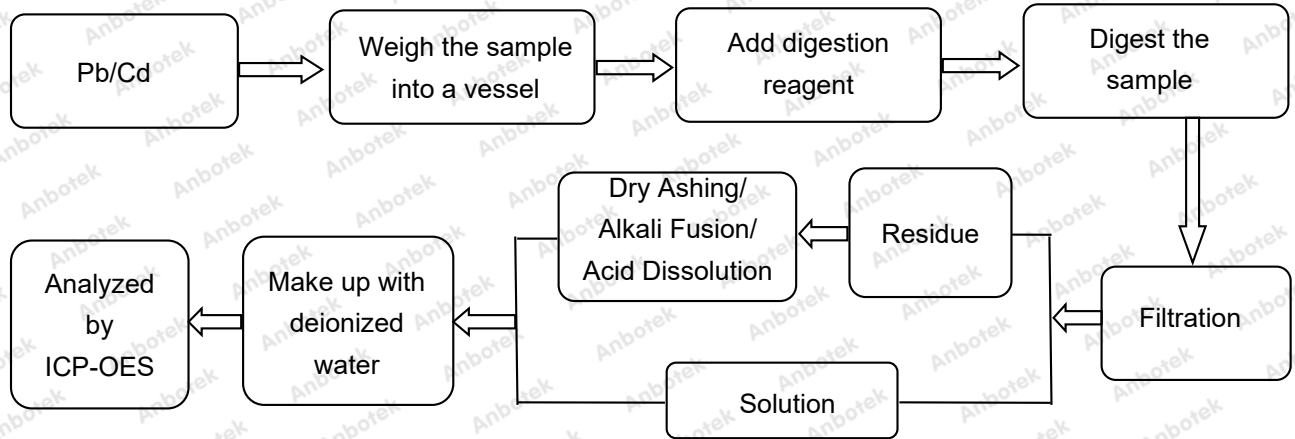 Pb/Cd
Weigh the sample
into a vessel
Add digestion
reagent
Digest the
sample
Filtration
Residue
Dry Ashing/
Alkali Fusion/
Acid Dissolution
Solution
Make up with
deionized
water
Analyzed
by
ICP-OES
Anbotek